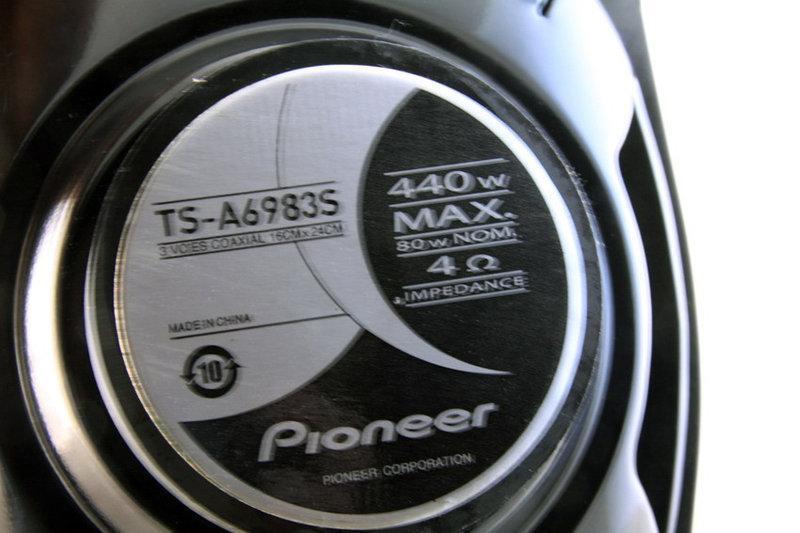 TS-A6983S
3 VOIES COAXIAL 16CM x 24CM
440 W
MAX.
80 W NOM.
4 Ω
IMPEDANCE
MADE IN CHINA
10
Pioneer
PIONEER CORPORATION